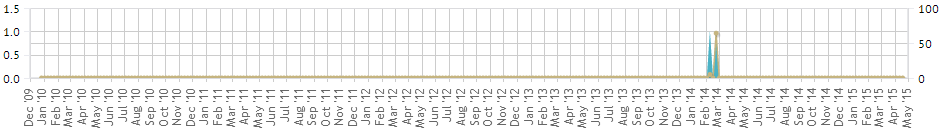 1.5
1.0
0.5
0.0
100
50
0
Dec '09
Jan '10
Feb '10
Mar '10
Apr '10
May '10
Jun '10
Jul '10
Aug '10
Sep '10
Oct '10
Nov '10
Dec '10
Jan '11
Feb '11
Mar '11
Apr '11
May '11
Jun '11
Jul '11
Aug '11
Sep '11
Oct '11
Nov '11
Dec '11
Jan '12
Feb '12
Mar '12
Apr '12
May '12
Jun '12
Jul '12
Aug '12
Sep '12
Oct '12
Nov '12
Dec '12
Jan '13
Feb '13
Mar '13
Apr '13
May '13
Jun '13
Jul '13
Aug '13
Sep '13
Oct '13
Nov '13
Dec '13
Jan '14
Feb '14
Mar '14
Apr '14
May '14
Jun '14
Jul '14
Aug '14
Sep '14
Oct '14
Nov '14
Dec '14
Jan '15
Feb '15
Mar '15
Apr '15
May '15